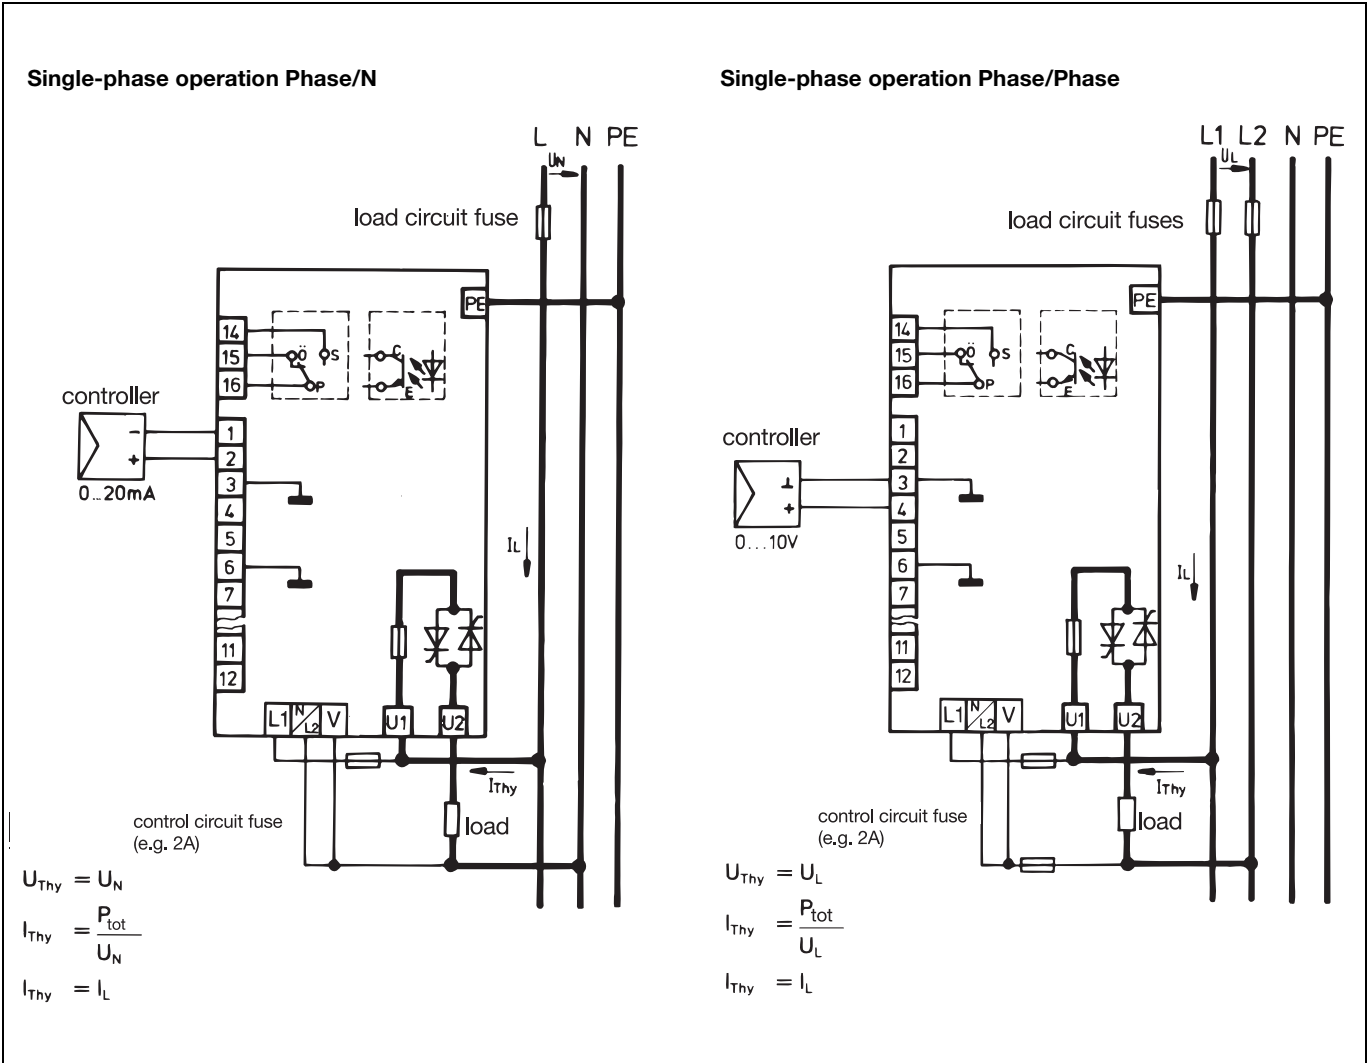 Single-phase operation Phase/N
L N PE
UN
load circuit fuse
PE
14
15
16
Ö S
P
C
E
controller
–
+
0...20mA
1
2
3
4
5
6
7
11
12
IL
L1 N/L2 V U1 U2
IThy
load
control circuit fuse
(e.g. 2A)
UThy = UN
IThy = Ptot
UN
IThy = IL
Single-phase operation Phase/Phase
L1 L2 N PE
UL
load circuit fuses
PE
14
15
16
Ö S
P
C
E
controller
⊥
+
0...10V
1
2
3
4
5
6
7
11
12
IL
L1 N/L2 V U1 U2
IThy
load
control circuit fuse
(e.g. 2A)
UThy = UL
IThy = Ptot
UL
IThy = IL